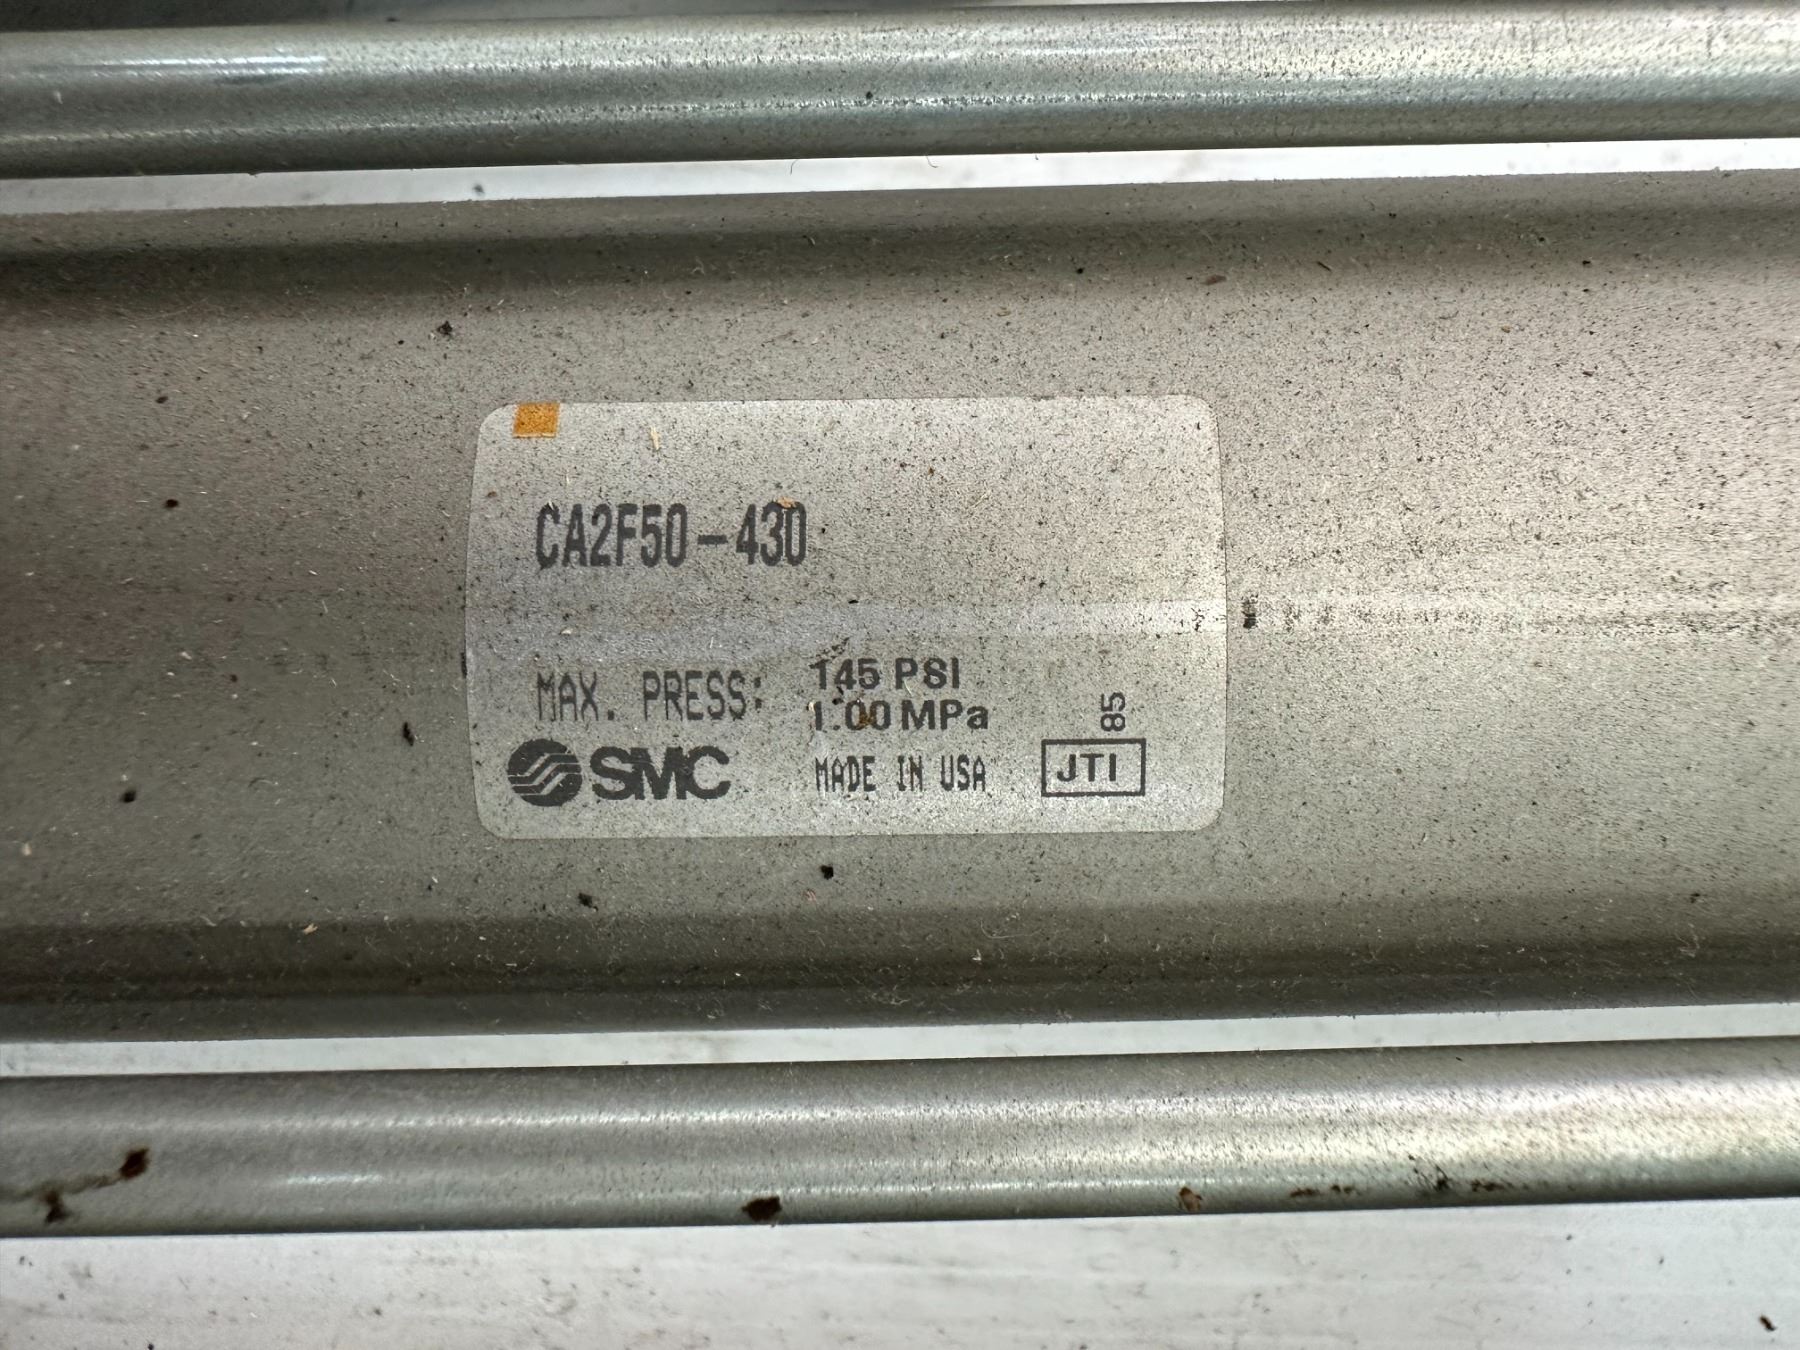 CA2F50-430
MAX. PRESS: 145 PSI
1.00 MPa
85
SMC MADE IN USA JTI